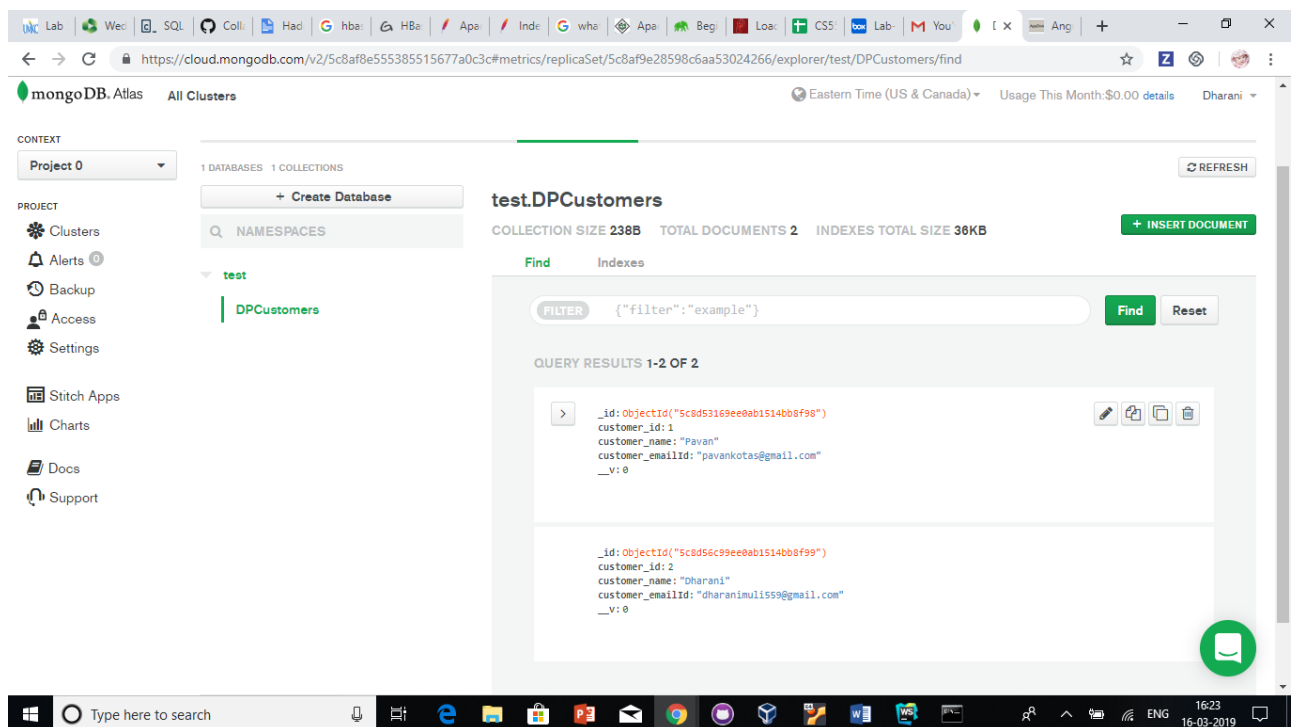 Lab Wed SQL Coll Had hba: HBa: Apa Inde wha Apa Begi Load CS5: Lab- You' Ang
https://cloud.mongodb.com/v2/5c8af8e555385515677a0c3c#metrics/replicaSet/5c8af9e28598c6aa53024266/explorer/test/DPCustomers/find
mongoDB. Atlas All Clusters Eastern Time (US & Canada) Usage This Month:$0.00 details Dharani
CONTEXT
Project 0
1 DATABASES 1 COLLECTIONS
REFRESH
+ Create Database
PROJECT
test.DPCustomers
Clusters
NAMESPACES
COLLECTION SIZE 238B TOTAL DOCUMENTS 2 INDEXES TOTAL SIZE 36KB
+ INSERT DOCUMENT
Alerts 0
Find Indexes
test
Backup
DPCustomers
FILTER {"filter":"example"}
Find Reset
Access
Settings
QUERY RESULTS 1-2 OF 2
Stitch Apps
Charts
Docs
Support
_id: ObjectId("5c8d53169ee0ab1514bb8f98")
customer_id: 1
customer_name: "Pavan"
customer_emailId: "pavankotas@gmail.com"
__v: 0
_id: ObjectId("5c8d56c99ee0ab1514bb8f99")
customer_id: 2
customer_name: "Dharani"
customer_emailId: "dharanimuli559@gmail.com"
__v: 0
Type here to search
ENG
16:23
16-03-2019